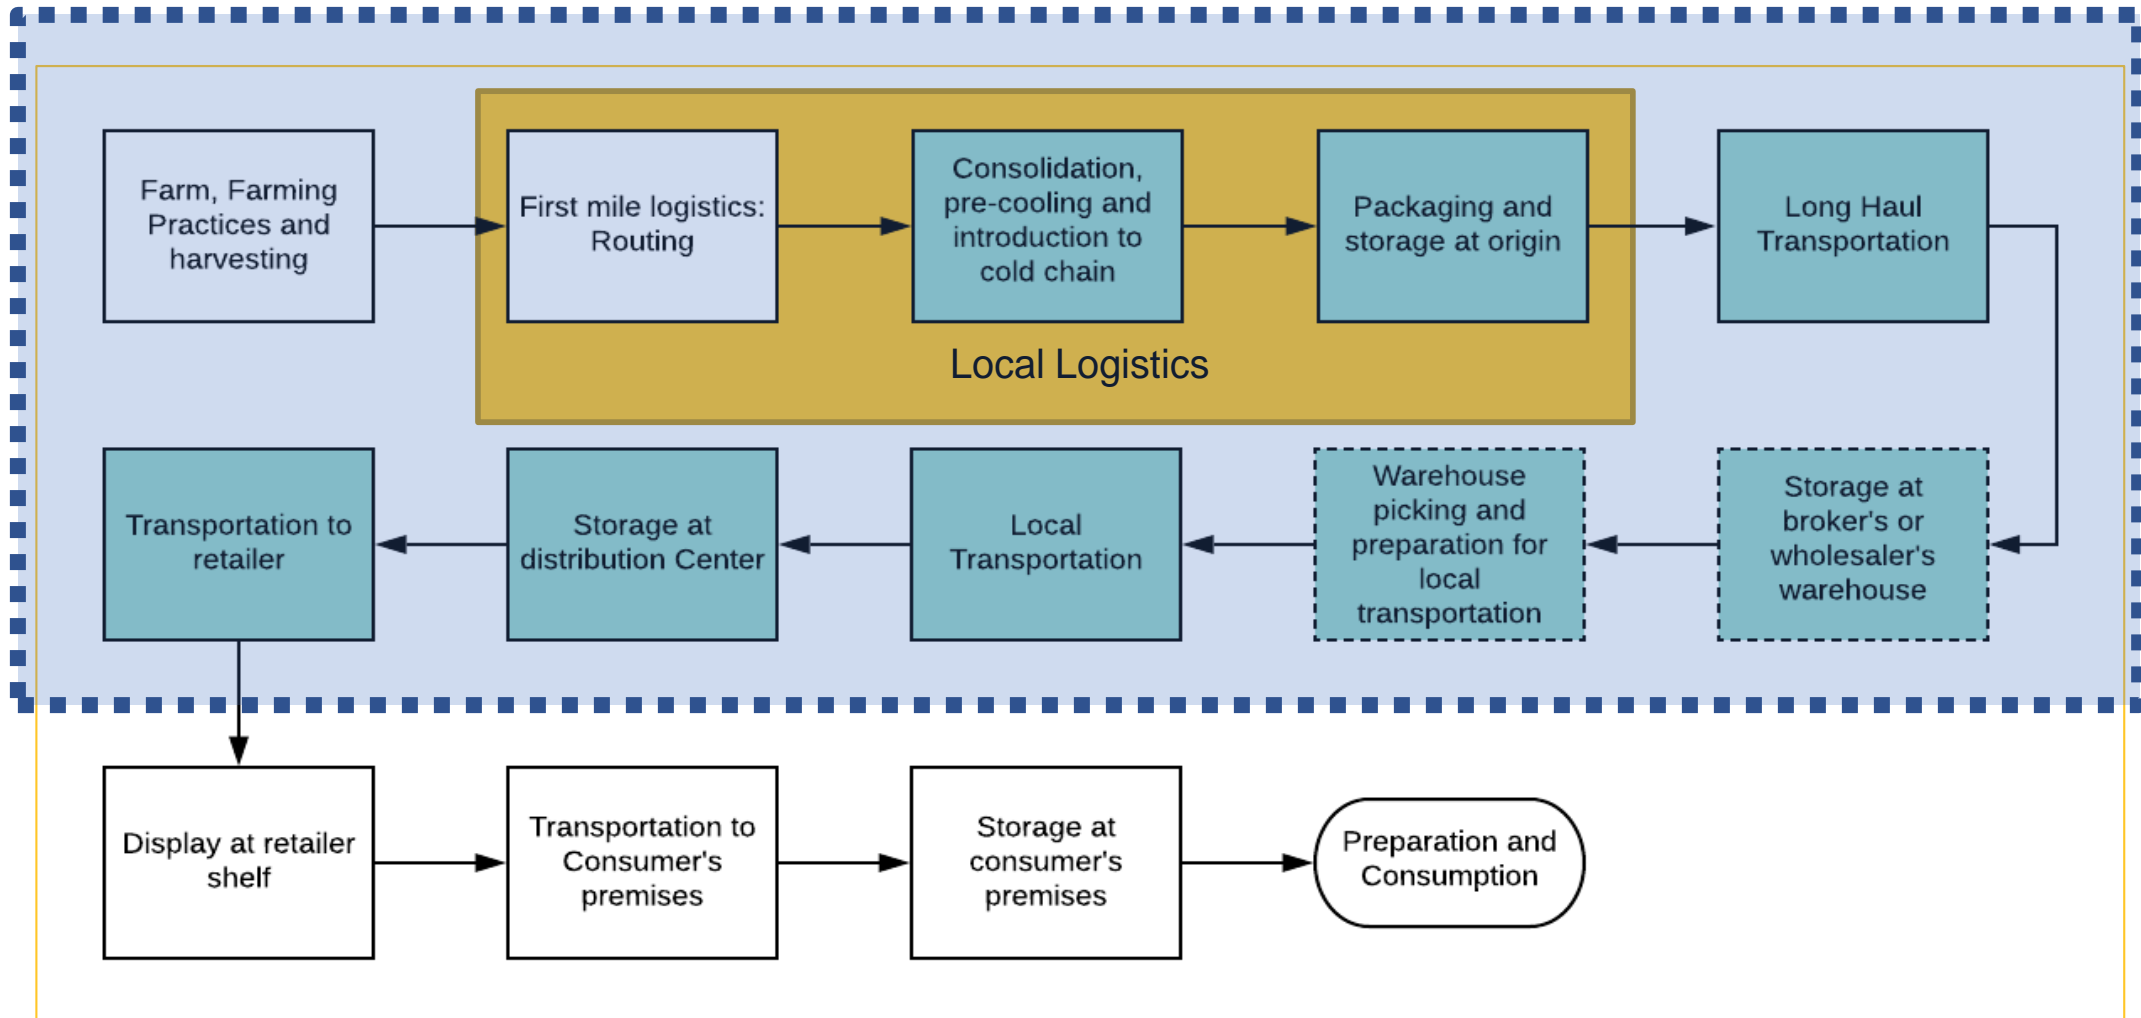 Farm, Farming
Practices and
harvesting
First mile logistics:
Routing
Consolidation,
pre-cooling and
introduction to
cold chain
Packaging and
storage at origin
Long Haul
Transportation
Local Logistics
Transportation to
retailer
Storage at
distribution Center
Local
Transportation
Warehouse
picking and
preparation for
local
transportation
Storage at
broker's or
wholesaler's
warehouse
Display at retailer
shelf
Transportation to
Consumer's
premises
Storage at
consumer's
premises
Preparation and
Consumption